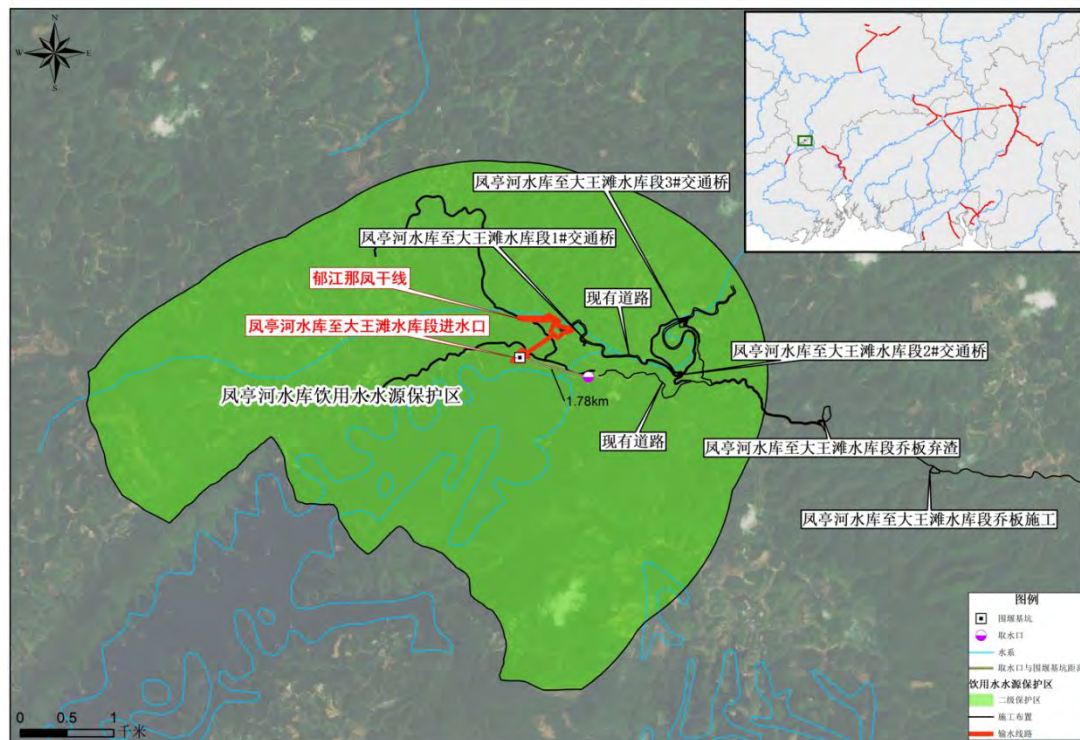 N
W
E
S
凤亭河水库至大王滩水库段3#交通桥
凤亭河水库至大王滩水库段1#交通桥
郁江那凤干线
现有道路
凤亭河水库至大王滩水库段进水口
凤亭河水库至大王滩水库段2#交通桥
凤亭河水库饮用水水源保护区
1.78km
现有道路
凤亭河水库至大王滩水库段乔板弃渣
凤亭河水库至大王滩水库段乔板施工
图例
围堰基坑
取水口
水系
取水口与围堰基坑距离
饮用水水源保护区
二级保护区
施工布置
输水线路
0 0.5 1
千米